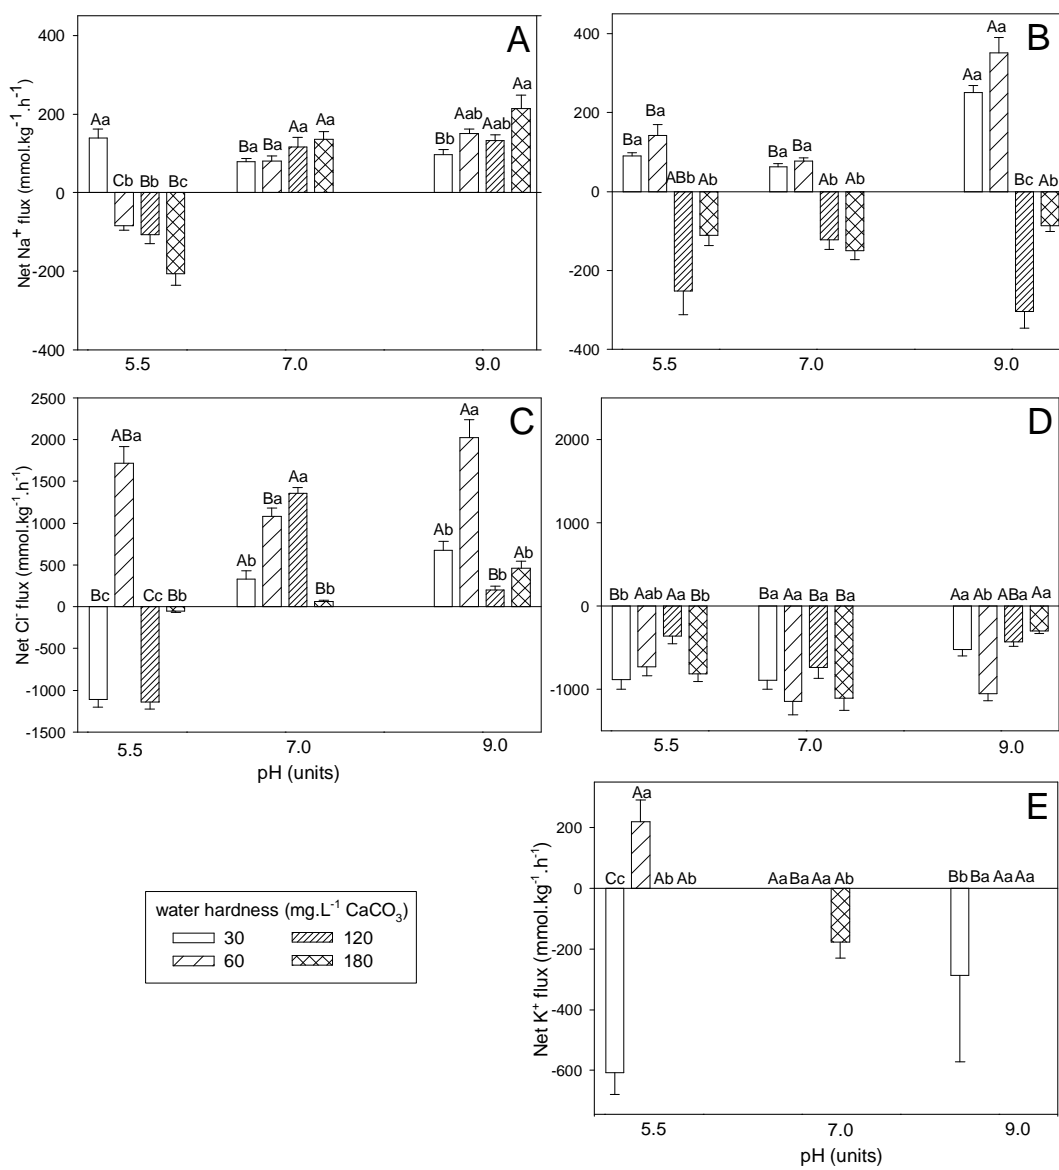 A
Net Na⁺ flux (mmol.kg⁻¹.h⁻¹)
400
200
0
-200
-400
Aa Cb Bb Bc
Ba Ba Aa Aa
Bb Aab Aab Aa
5.5 7.0 9.0
B
400
200
0
-200
-400
Ba Ba ABb Ab
Ba Ba Ab Ab
Aa Aa Bc Ab
5.5 7.0 9.0
C
Net Cl⁻ flux (mmol.kg⁻¹.h⁻¹)
2500
2000
1500
1000
500
0
-500
-1000
-1500
Bc ABa Cc Bb
Ab Ba Aa Bb
Ab Aa Bb Ab
5.5 7.0 9.0
pH (units)
D
2000
1000
0
-1000
Bb Aab Aa Bb
Ba Aa Ba Ba
Aa Ab ABa Aa
5.5 7.0 9.0
E
Net K⁺ flux (mmol.kg⁻¹.h⁻¹)
200
0
-200
-400
-600
Cc Aa Ab Ab
Aa Ba Aa Ab
Bb Ba Aa Aa
5.5 7.0 9.0
pH (units)
water hardness (mg.L⁻¹ CaCO₃)
30 120
60 180